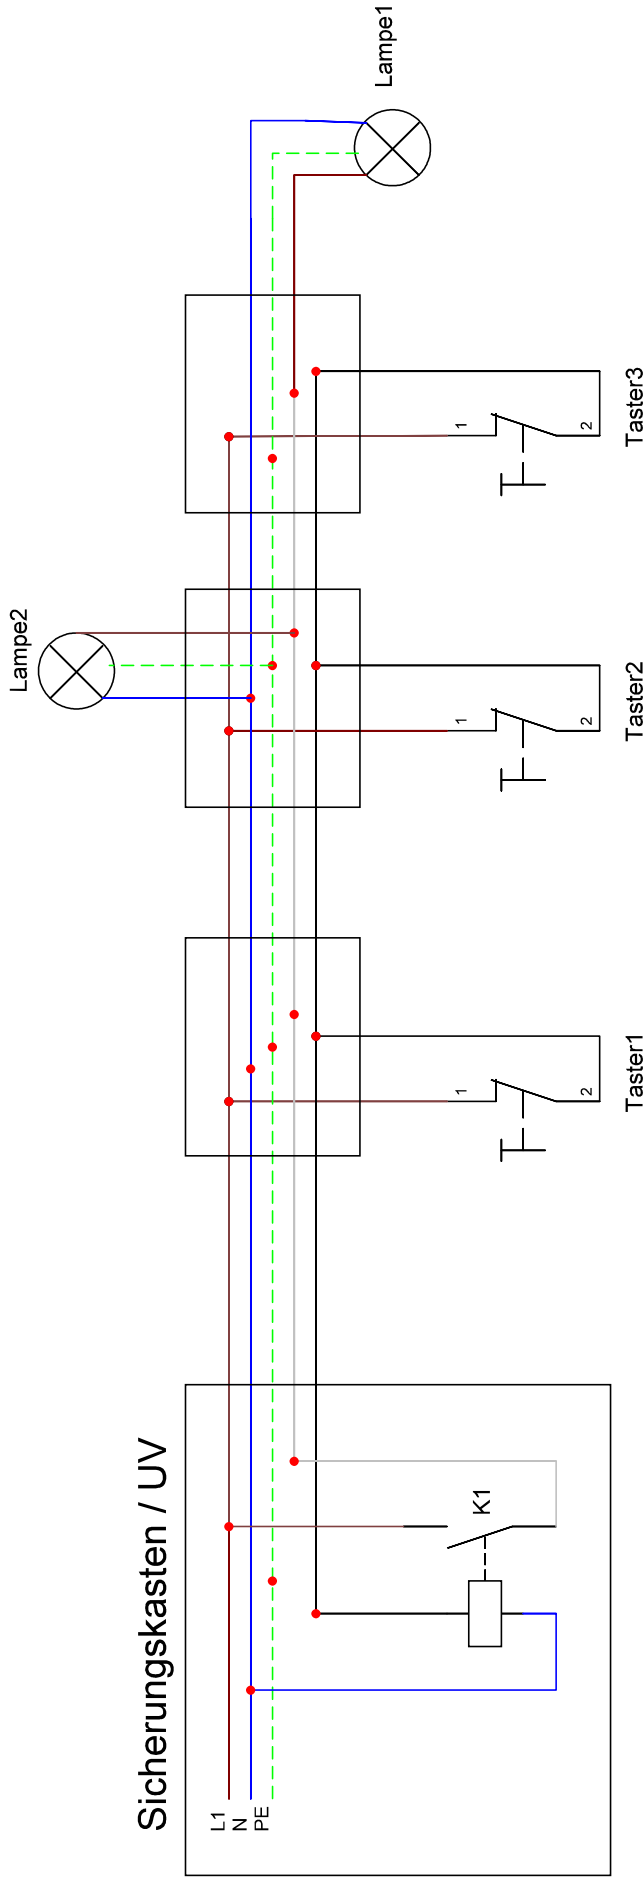 Sicherungskasten / UV
L1
N
PE
K1
Lampe2
Lampe1
1
2
Taster1
1
2
Taster2
1
2
Taster3